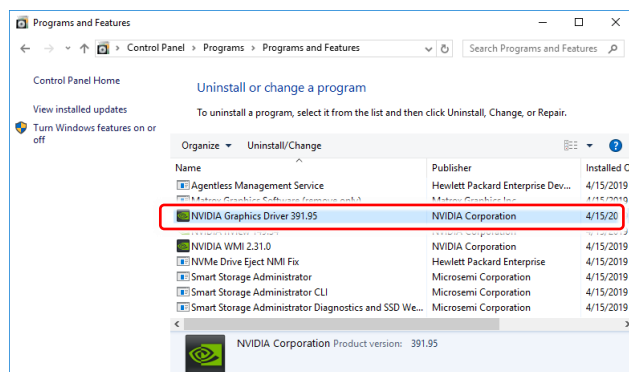 Programs and Features
Control Panel > Programs > Programs and Features
Search Programs and Features
Control Panel Home
Uninstall or change a program
View installed updates
To uninstall a program, select it from the list and then click Uninstall, Change, or Repair.
Turn Windows features on or
off
Organize Uninstall/Change
Name Publisher Installed O
Agentless Management Service Hewlett Packard Enterprise Dev... 4/15/2019
Matrox Graphics Software (remove only) Matrox Graphics Inc. 4/15/2019
NVIDIA Graphics Driver 391.95 NVIDIA Corporation 4/15/20
NVIDIA WMI 2.31.0 NVIDIA Corporation 4/15/2019
NVMe Drive Eject NMI Fix Hewlett Packard Enterprise 4/15/2019
Smart Storage Administrator Microsemi Corporation 4/15/2019
Smart Storage Administrator CLI Microsemi Corporation 4/15/2019
Smart Storage Administrator Diagnostics and SSD We... Microsemi Corporation 4/15/2019
NVIDIA Corporation Product version: 391.95